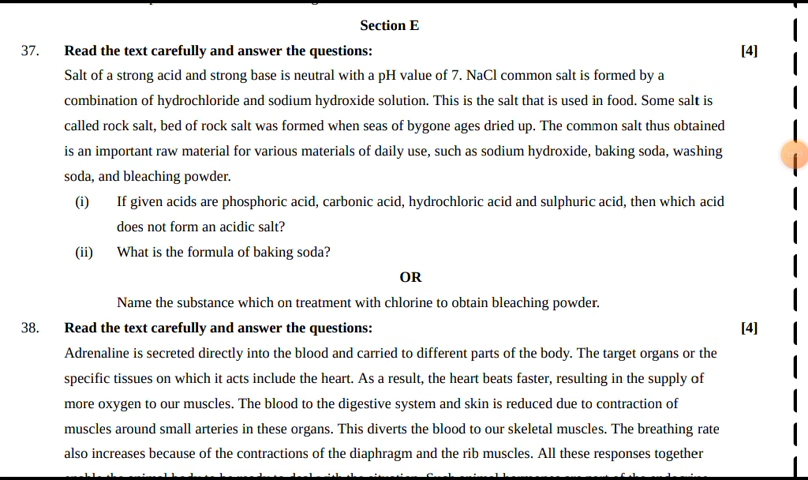 Section E
37. Read the text carefully and answer the questions: [4]
Salt of a strong acid and strong base is neutral with a pH value of 7. NaCl common salt is formed by a
combination of hydrochloride and sodium hydroxide solution. This is the salt that is used in food. Some salt is
called rock salt, bed of rock salt was formed when seas of bygone ages dried up. The common salt thus obtained
is an important raw material for various materials of daily use, such as sodium hydroxide, baking soda, washing
soda, and bleaching powder.
(i) If given acids are phosphoric acid, carbonic acid, hydrochloric acid and sulphuric acid, then which acid
does not form an acidic salt?
(ii) What is the formula of baking soda?
OR
Name the substance which on treatment with chlorine to obtain bleaching powder.
38. Read the text carefully and answer the questions: [4]
Adrenaline is secreted directly into the blood and carried to different parts of the body. The target organs or the
specific tissues on which it acts include the heart. As a result, the heart beats faster, resulting in the supply of
more oxygen to our muscles. The blood to the digestive system and skin is reduced due to contraction of
muscles around small arteries in these organs. This diverts the blood to our skeletal muscles. The breathing rate
also increases because of the contractions of the diaphragm and the rib muscles. All these responses together